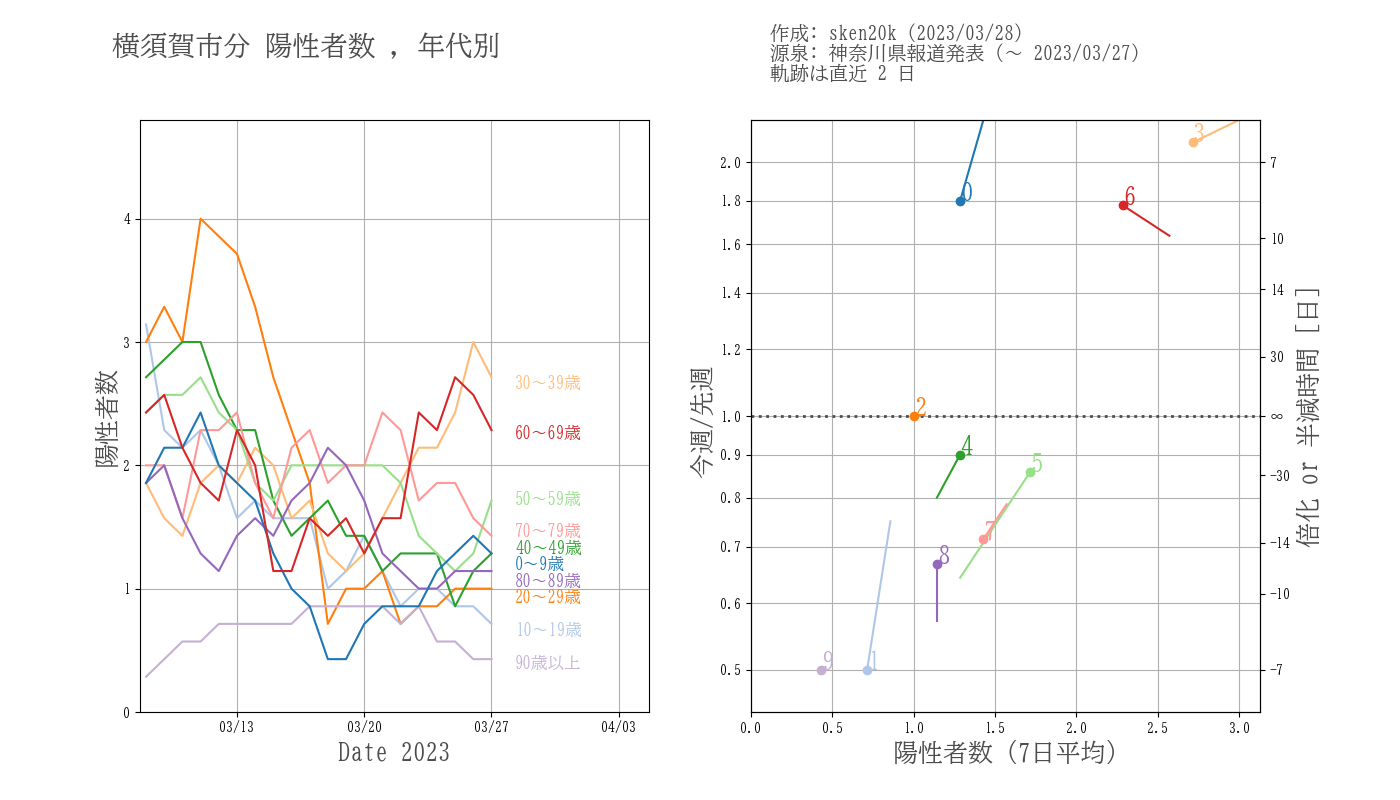 横須賀市分 陽性者数 , 年代別
作成: sken20k (2023/03/28)
源泉: 神奈川県報道発表 (～ 2023/03/27)
軌跡は直近 2 日
陽性者数
4
3
2
1
0
03/13
03/20
03/27
04/03
Date 2023
30～39歳
60～69歳
50～59歳
70～79歳
40～49歳
0～9歳
80～89歳
20～29歳
10～19歳
90歳以上
今週/先週
2.0
1.8
1.6
1.4
1.2
1.0
0.9
0.8
0.7
0.6
0.5
3
0
6
2
4
5
7
8
9
1
0.0
0.5
1.0
1.5
2.0
2.5
3.0
陽性者数 (7日平均)
7
10
14
30
∞
-30
-14
-10
-7
倍化 or 半減時間 [日]